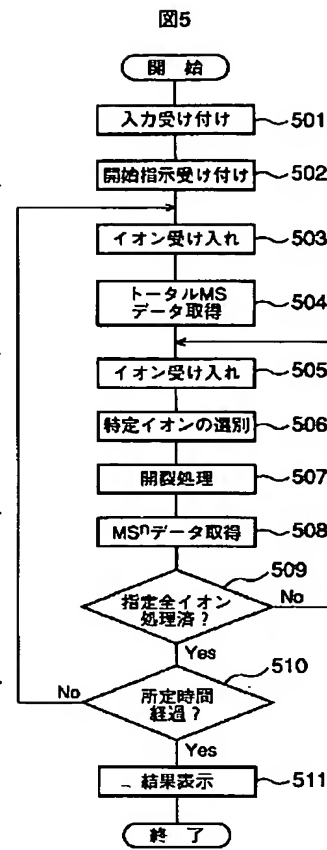 図5
開 始
入力受け付け
501
開始指示受け付け
502
イオン受け入れ
503
トータルMS
データ取得
504
イオン受け入れ
505
特定イオンの選別
506
開裂処理
507
MSnデータ取得
508
509
指定全イオン
処理済？
No
Yes
510
No
所定時間
経過？
Yes
結果表示
511
終 了